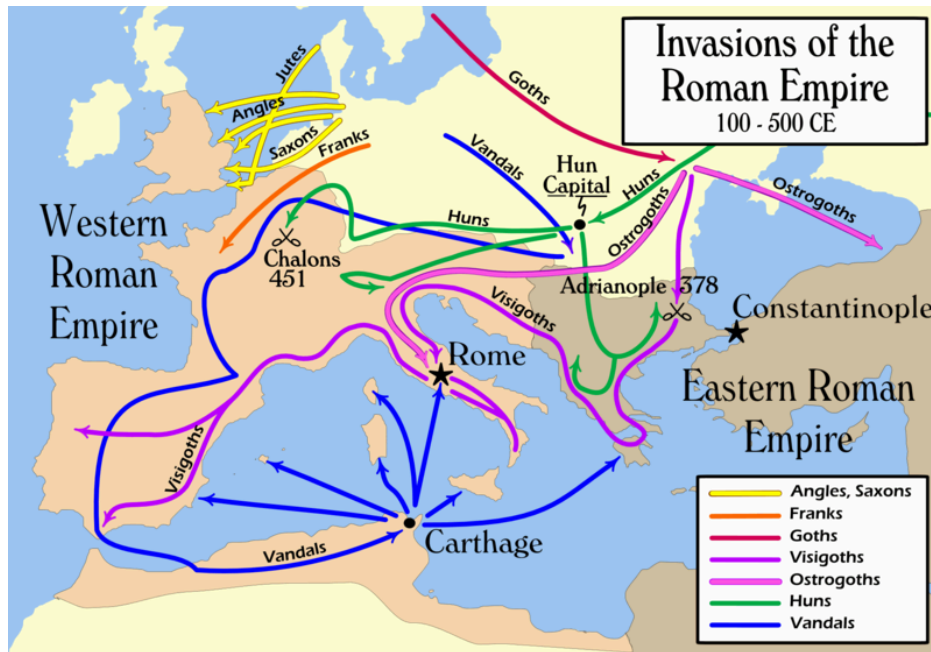 Invasions of the
Roman Empire
100 - 500 CE
Jutes
Angles
Saxons
Franks
Goths
Vandals
Hun
Capital
Huns
Ostrogoths
Ostrogoths
Huns
Western
Roman
Empire
Chalons
451
Adrianople 378
Visigoths
Constantinople
Rome
Eastern Roman
Empire
Visigoths
Vandals
Carthage
Angles, Saxons
Franks
Goths
Visigoths
Ostrogoths
Huns
Vandals